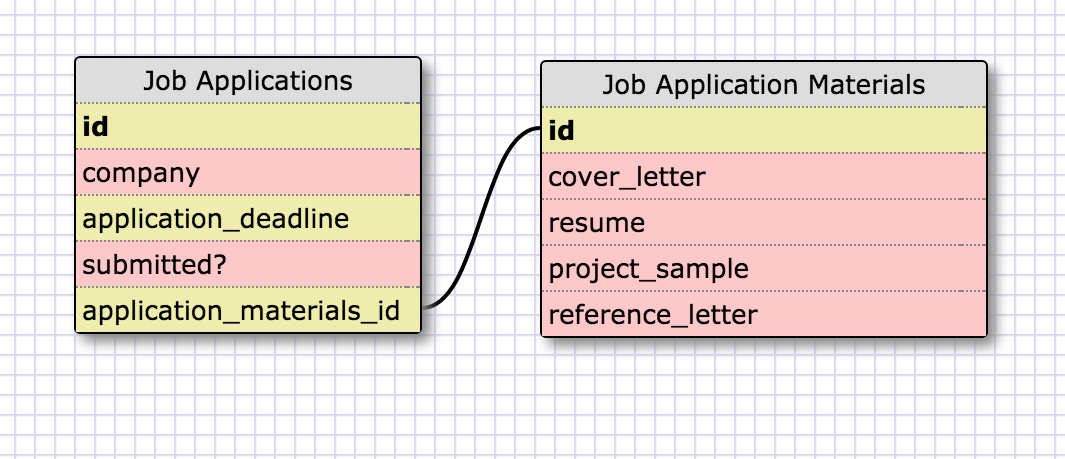 Job Applications
id
company
application_deadline
submitted?
application_materials_id
Job Application Materials
id
cover_letter
resume
project_sample
reference_letter